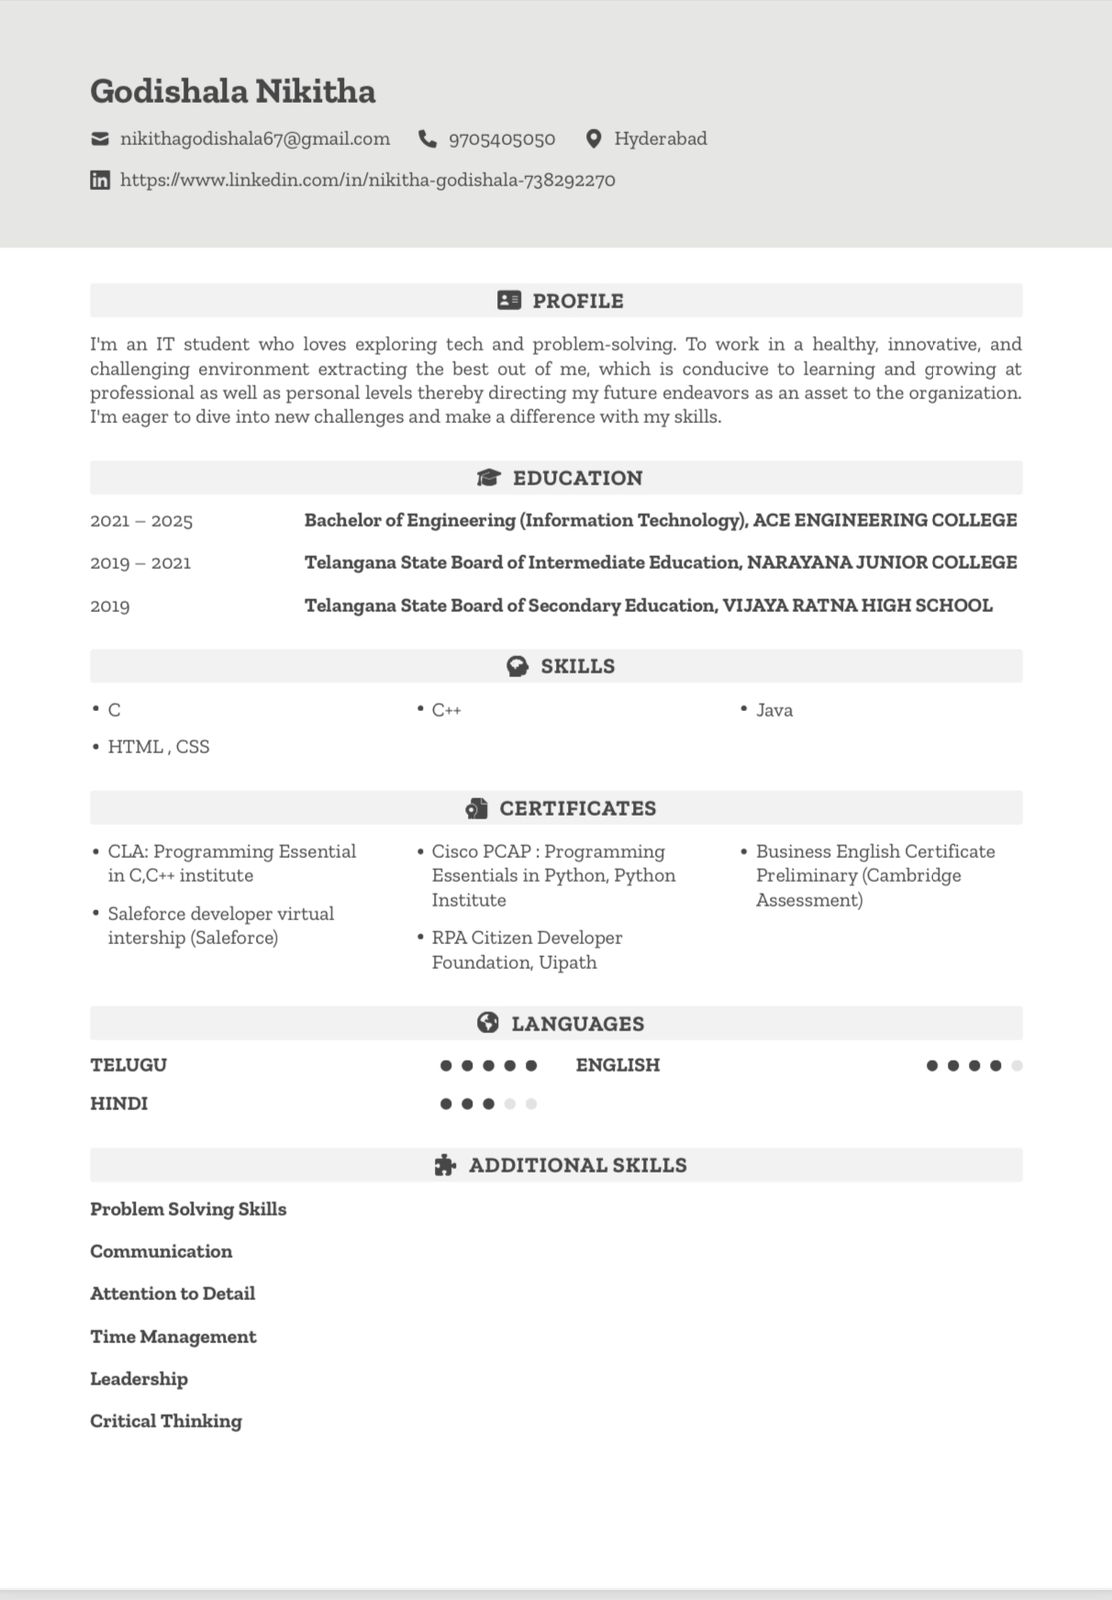 Godishala Nikitha
nikithagodishala67@gmail.com 9705405050 Hyderabad
https://www.linkedin.com/in/nikitha-godishala-738292270
PROFILE
I'm an IT student who loves exploring tech and problem-solving. To work in a healthy, innovative, and
challenging environment extracting the best out of me, which is conducive to learning and growing at
professional as well as personal levels thereby directing my future endeavors as an asset to the organization.
I'm eager to dive into new challenges and make a difference with my skills.
EDUCATION
2021 – 2025 Bachelor of Engineering (Information Technology), ACE ENGINEERING COLLEGE
2019 – 2021 Telangana State Board of Intermediate Education, NARAYANA JUNIOR COLLEGE
2019 Telangana State Board of Secondary Education, VIJAYA RATNA HIGH SCHOOL
SKILLS
• C • C++ • Java
• HTML , CSS
CERTIFICATES
• CLA: Programming Essential
in C,C++ institute
• Saleforce developer virtual
intership (Saleforce)
• Cisco PCAP : Programming
Essentials in Python, Python
Institute
• RPA Citizen Developer
Foundation, Uipath
• Business English Certificate
Preliminary (Cambridge
Assessment)
LANGUAGES
TELUGU ENGLISH
HINDI
ADDITIONAL SKILLS
Problem Solving Skills
Communication
Attention to Detail
Time Management
Leadership
Critical Thinking